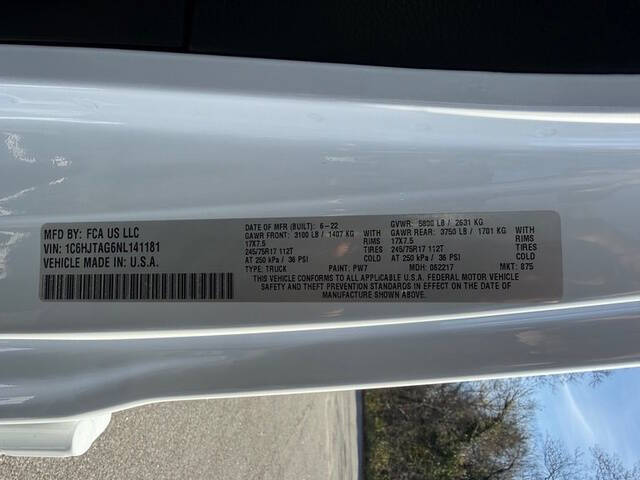 MFD BY: FCA US LLC
VIN: 1C6HJTAG6NL141181
VEHICLE MADE IN: U.S.A.
DATE OF MFR (BUILT): 6-22
GAWR FRONT: 3100 LB / 1407 KG WITH
17X7.5 RIMS
245/75R17 112T TIRES
AT 250 kPa / 36 PSI COLD
TYPE: TRUCK PAINT: PW7
GVWR: 5800 LB / 2631 KG
GAWR REAR: 3750 LB / 1701 KG WITH
17X7.5 RIMS
245/75R17 112T TIRES
AT 250 kPa / 36 PSI COLD
MDH: 062217 MKT: 875
THIS VEHICLE CONFORMS TO ALL APPLICABLE U.S.A. FEDERAL MOTOR VEHICLE
SAFETY AND THEFT PREVENTION STANDARDS IN EFFECT ON THE DATE OF
MANUFACTURE SHOWN ABOVE.